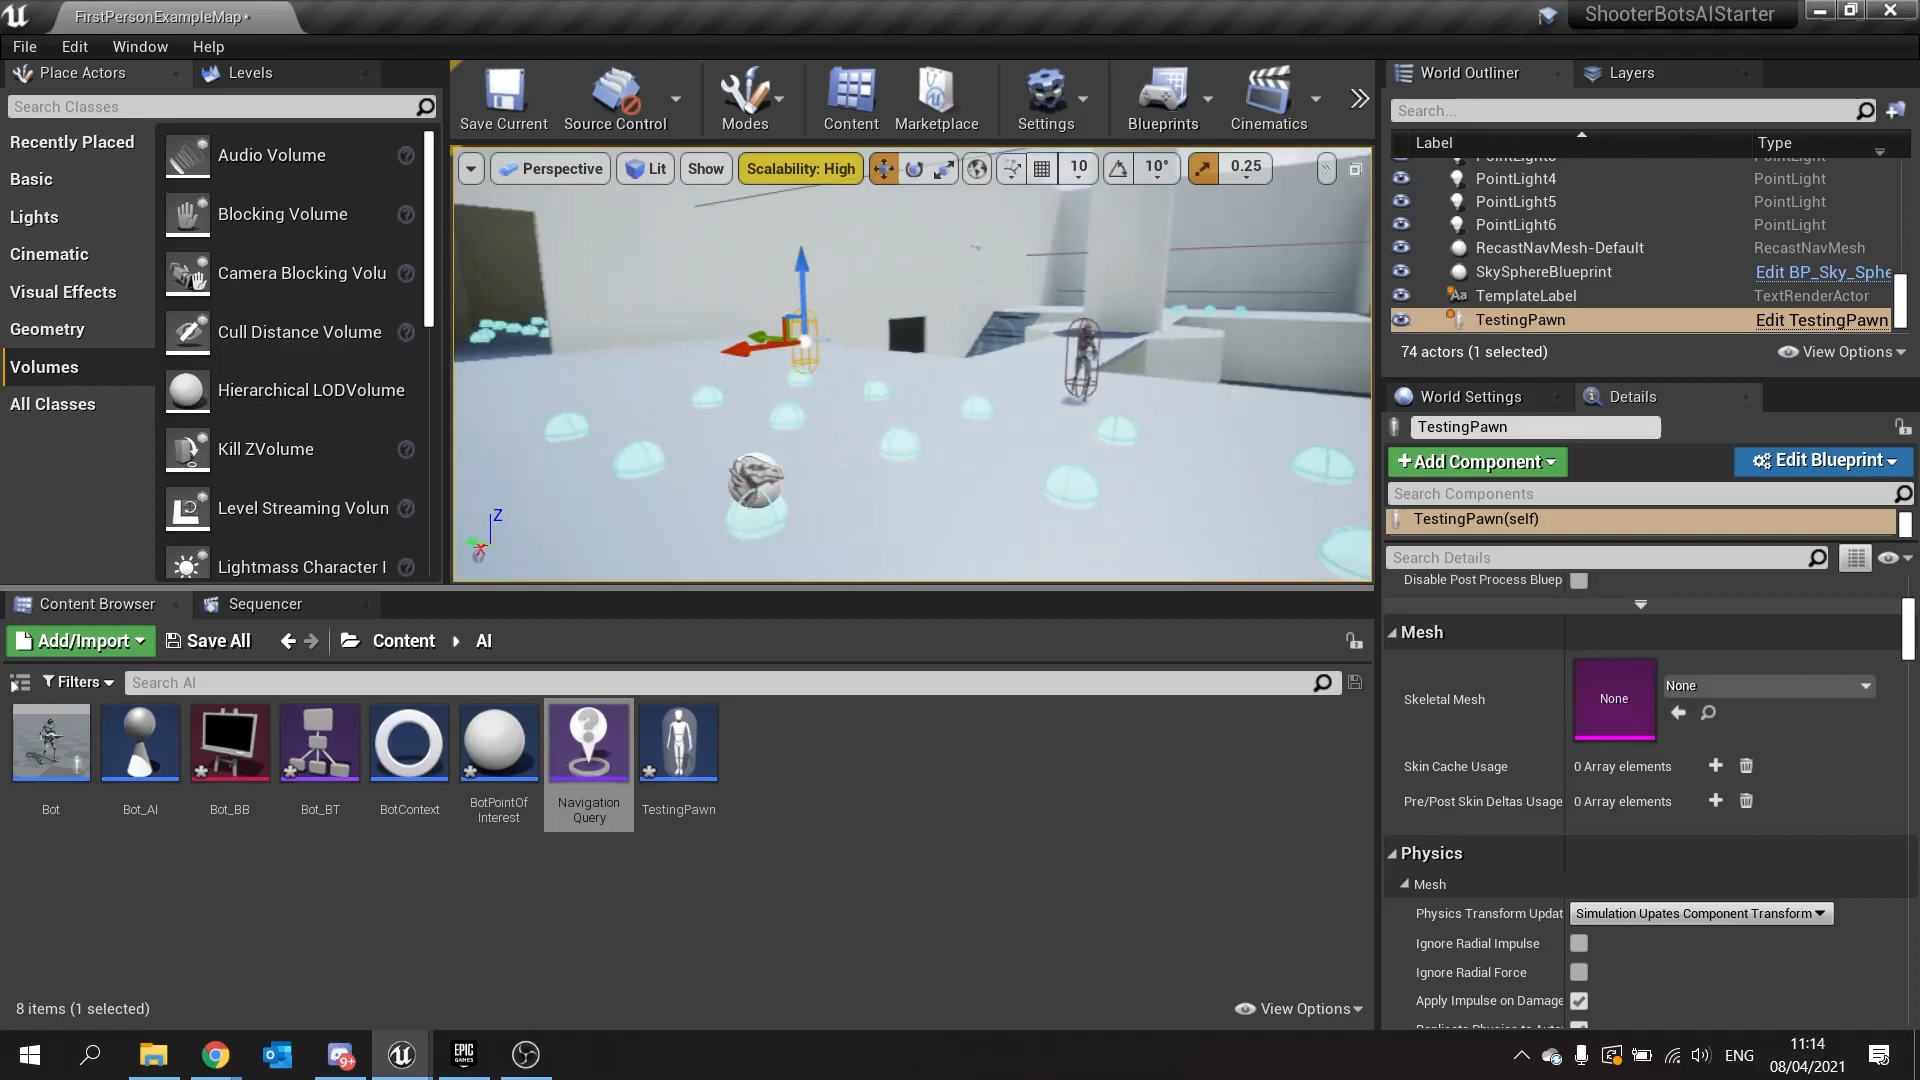 FirstPersonExampleMap*
ShooterBotsAIStarter
File Edit Window Help
Place Actors
Levels
Search Classes
Recently Placed
Basic
Lights
Cinematic
Visual Effects
Geometry
Volumes
All Classes
Audio Volume
Blocking Volume
Camera Blocking Volu
Cull Distance Volume
Hierarchical LODVolume
Kill ZVolume
Level Streaming Volun
Lightmass Character I
Save Current
Source Control
Modes
Content
Marketplace
Settings
Blueprints
Cinematics
Perspective
Lit
Show
Scalability: High
10
10°
0.25
Z
X
World Outliner
Layers
Search...
Label
Type
PointLight4 PointLight
PointLight5 PointLight
PointLight6 PointLight
RecastNavMesh-Default RecastNavMesh
SkySphereBlueprint Edit BP_Sky_Sphe
TemplateLabel TextRenderActor
TestingPawn Edit TestingPawn
74 actors (1 selected)
View Options
World Settings
Details
TestingPawn
+Add Component
Edit Blueprint
Search Components
TestingPawn(self)
Search Details
Disable Post Process Bluep
Mesh
Skeletal Mesh
None
None
Skin Cache Usage
0 Array elements
Pre/Post Skin Deltas Usage
0 Array elements
Physics
Mesh
Physics Transform Updat
Simulation Upates Component Transform
Ignore Radial Impulse
Ignore Radial Force
Apply Impulse on Damage
Content Browser
Sequencer
Add/Import
Save All
Content
AI
Filters
Search AI
Bot
Bot_AI
Bot_BB
Bot_BT
BotContext
BotPointOf
Interest
Navigation
Query
TestingPawn
8 items (1 selected)
View Options
9+
EPIC
GAMES
ENG
11:14
08/04/2021